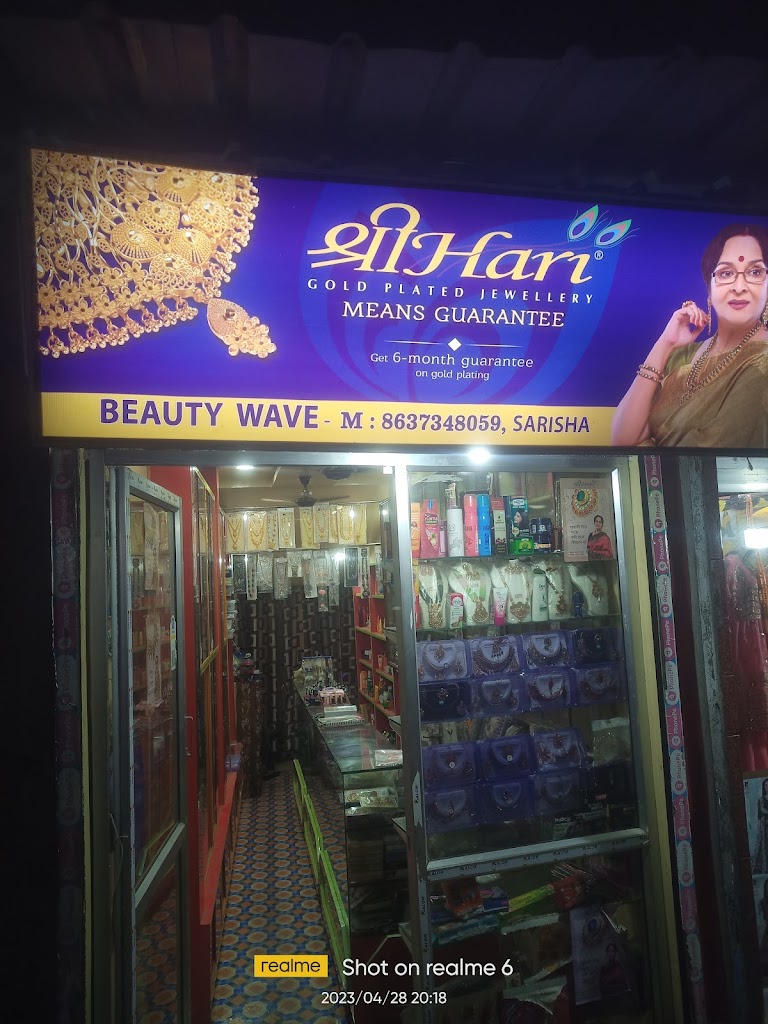 श्रीHari®
GOLD PLATED JEWELLERY
MEANS GUARANTEE
Get 6-month guarantee
on gold plating
BEAUTY WAVE - M : 8637348059, SARISHA
realme Shot on realme 6
2023/04/28 20:18